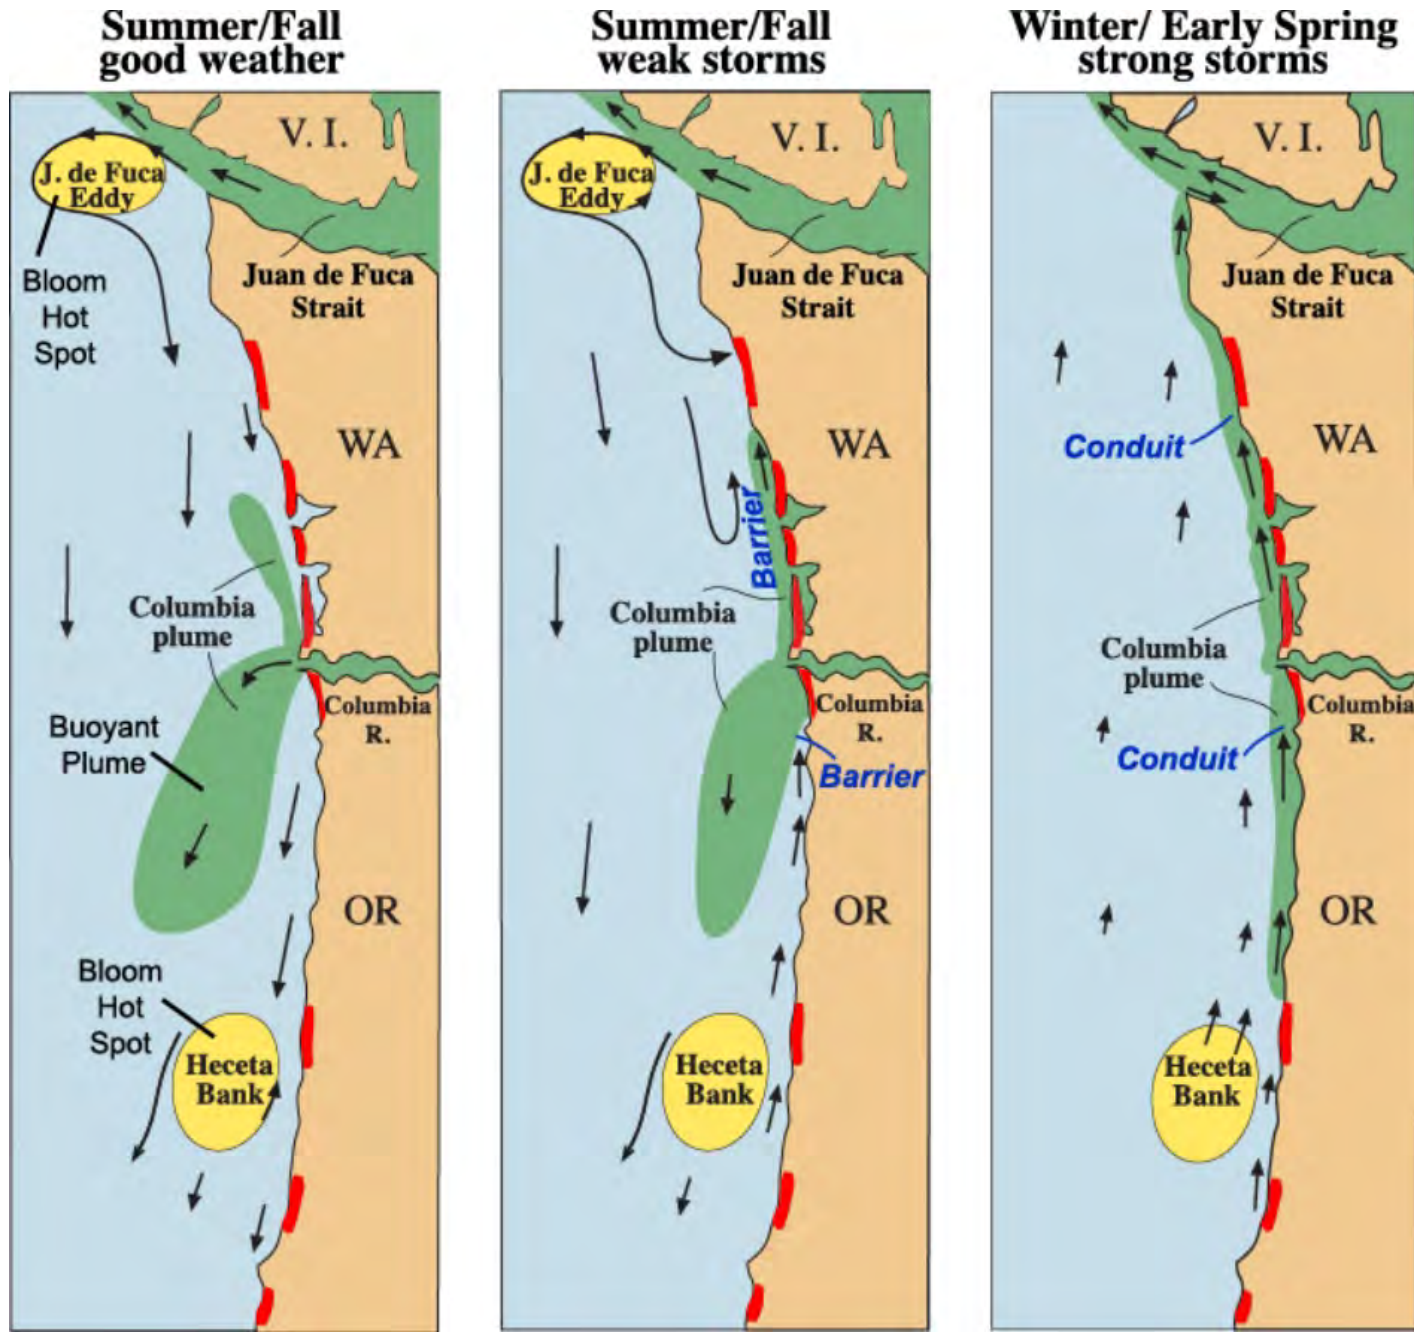 Summer/Fall
good weather
V. I.
J. de Fuca
Eddy
Bloom
Hot
Spot
Juan de Fuca
Strait
WA
Columbia
plume
Columbia
R.
Buoyant
Plume
OR
Bloom
Hot
Spot
Heceta
Bank
Summer/Fall
weak storms
V. I.
J. de Fuca
Eddy
Juan de Fuca
Strait
WA
Barrier
Columbia
plume
Columbia
R.
Barrier
OR
Heceta
Bank
Winter/ Early Spring
strong storms
V. I.
Juan de Fuca
Strait
WA
Conduit
Columbia
plume
Columbia
R.
Conduit
OR
Heceta
Bank